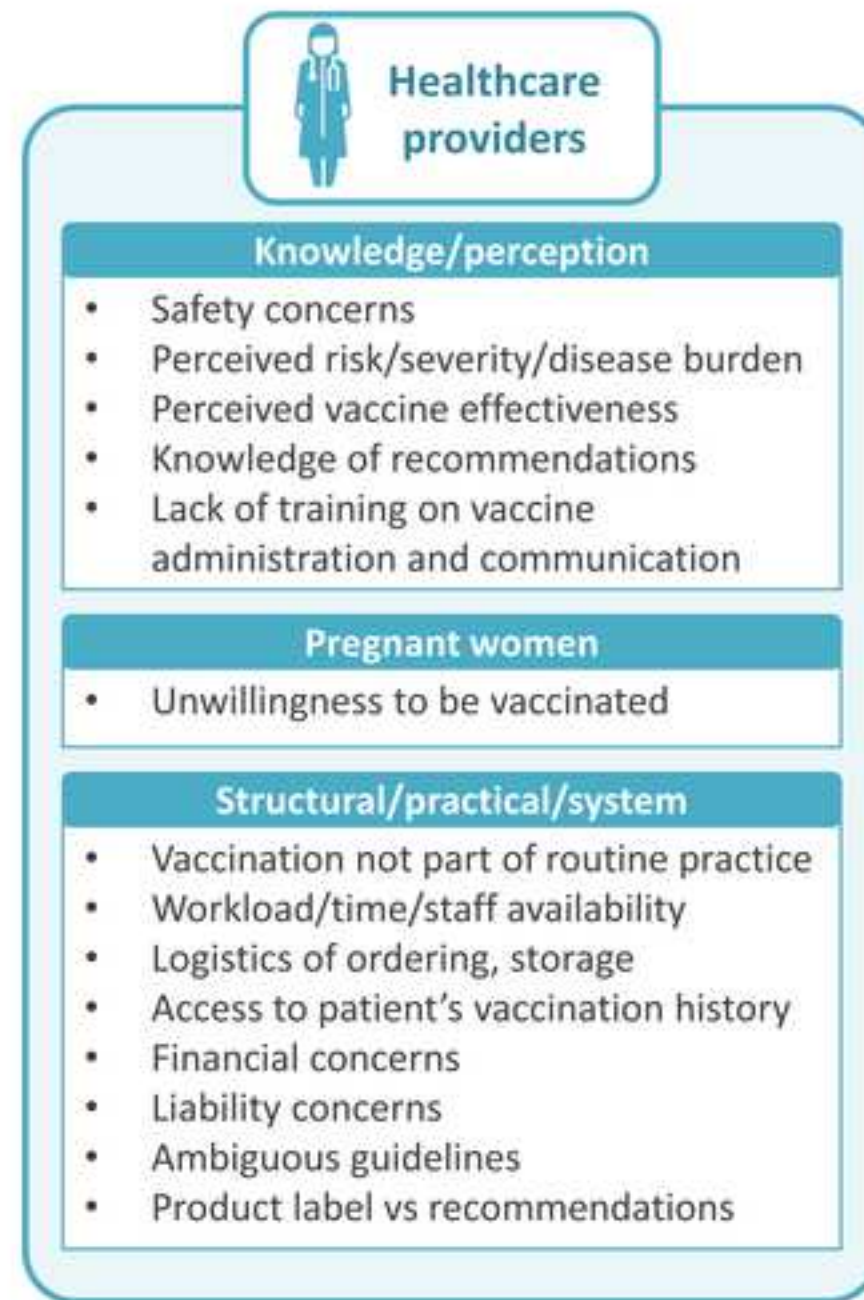 Healthcare
providers
Knowledge/perception
• Safety concerns
• Perceived risk/severity/disease burden
• Perceived vaccine effectiveness
• Knowledge of recommendations
• Lack of training on vaccine
administration and communication
Pregnant women
• Unwillingness to be vaccinated
Structural/practical/system
• Vaccination not part of routine practice
• Workload/time/staff availability
• Logistics of ordering, storage
• Access to patient’s vaccination history
• Financial concerns
• Liability concerns
• Ambiguous guidelines
• Product label vs recommendations